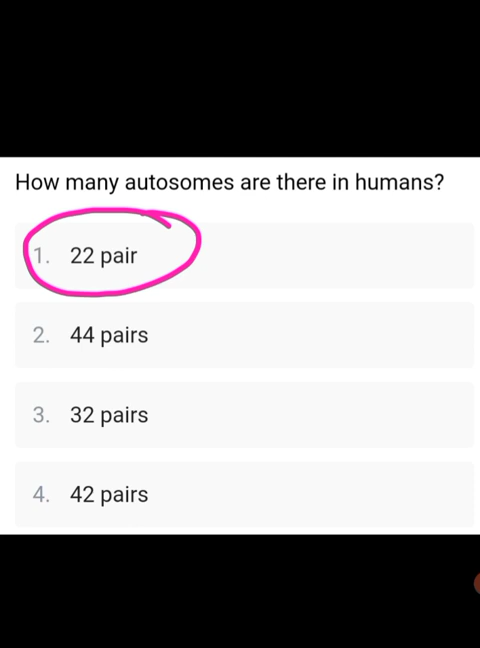 How many autosomes are there in humans?
1. 22 pair
2. 44 pairs
3. 32 pairs
4. 42 pairs